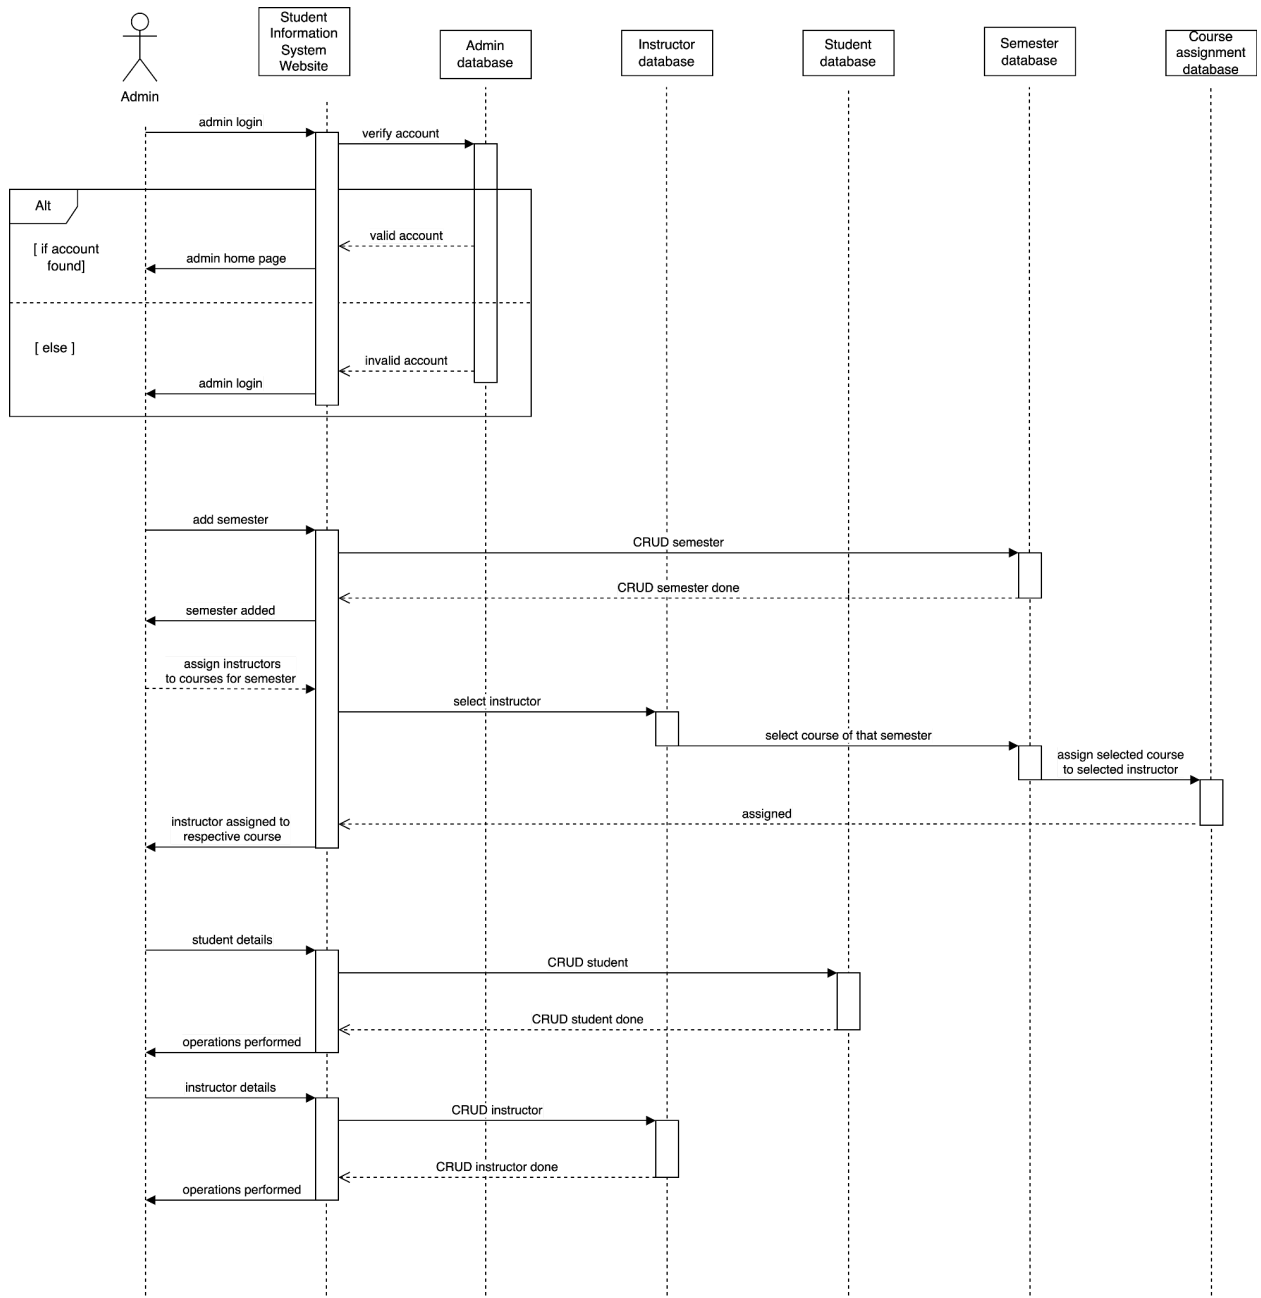 Student
Information
System
Website
Admin
database
Instructor
database
Student
database
Semester
database
Course
assignment
database
Admin
admin login
verify account
Alt
valid account
[ if account
found]
admin home page
[ else ]
invalid account
admin login
add semester
CRUD semester
CRUD semester done
semester added
assign instructors
to courses for semester
select instructor
select course of that semester
assign selected course
to selected instructor
assigned
instructor assigned to
respective course
student details
CRUD student
CRUD student done
operations performed
instructor details
CRUD instructor
CRUD instructor done
operations performed